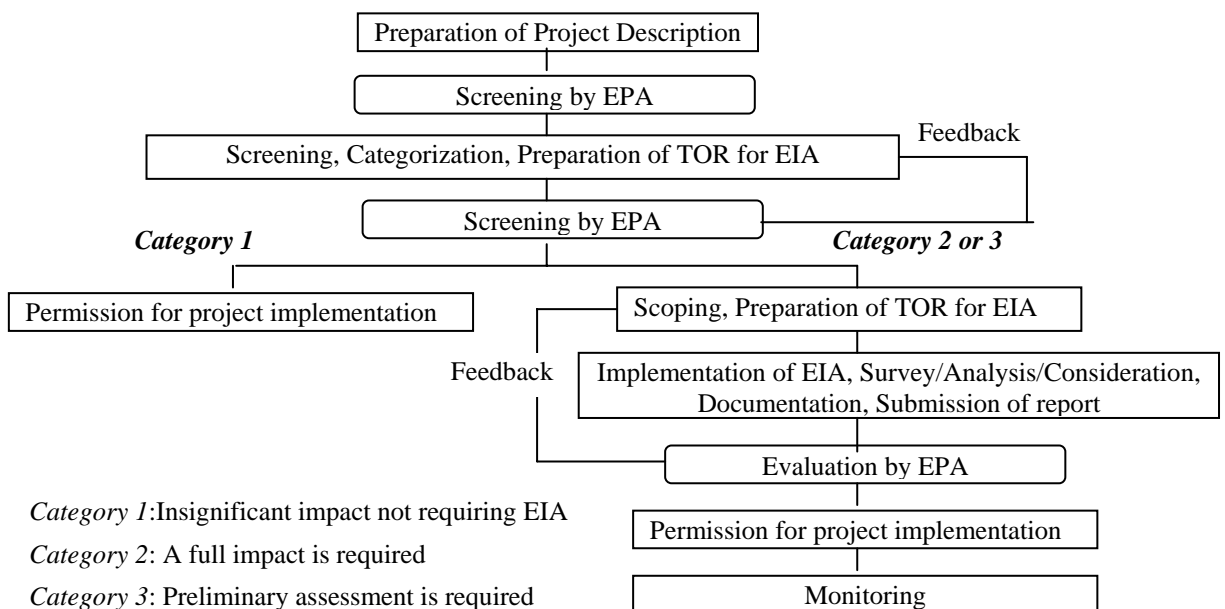 Preparation of Project Description
Screening by EPA
Feedback
Screening, Categorization, Preparation of TOR for EIA
Screening by EPA
Category 1
Category 2 or 3
Permission for project implementation
Scoping, Preparation of TOR for EIA
Feedback
Implementation of EIA, Survey/Analysis/Consideration,
Documentation, Submission of report
Evaluation by EPA
Category 1:Insignificant impact not requiring EIA
Permission for project implementation
Category 2: A full impact is required
Category 3: Preliminary assessment is required
Monitoring